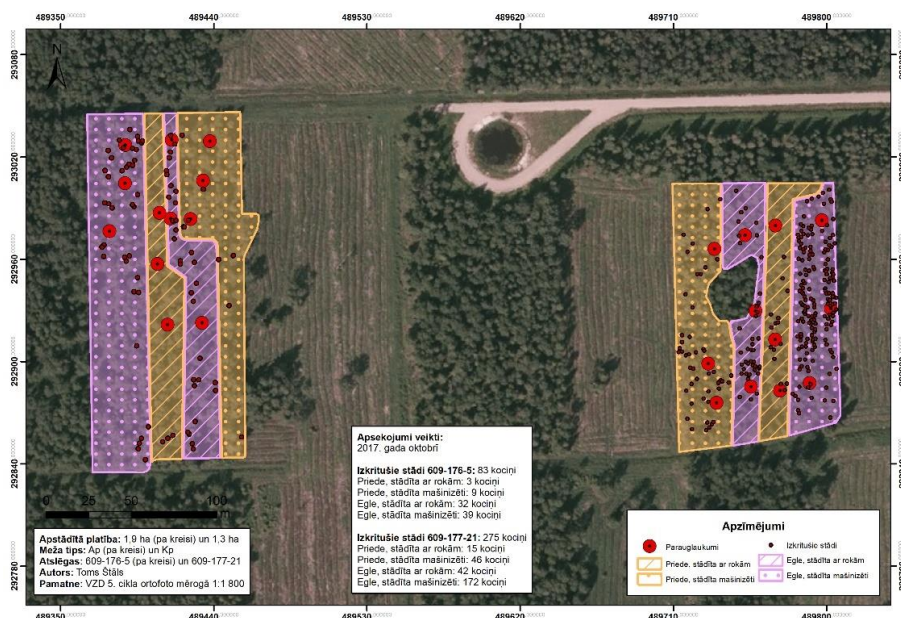 489350 489440 489530 489620 489710 489800
293080
293020
292960
292900
292840
292780
N
0 25 50 100
m
Apstādītā platība: 1,9 ha (pa kreisi) un 1,3 ha
Meža tips: Ap (pa kreisi) un Kp
Atslēgas: 609-176-5 (pa kreisi) un 609-177-21
Autors: Toms Štāls
Pamatne: VZD 5. cikla ortofoto mērogā 1:1 800
Apsekojumi veikti:
2017. gada oktobrī
Izkritušie stādi 609-176-5: 83 kociņi
Priede, stādīta ar rokām: 3 kociņi
Priede, stādīta mašinizēti: 9 kociņi
Egle, stādīta ar rokām: 32 kociņi
Egle, stādīta mašinizēti: 39 kociņi
Izkritušie stādi 609-177-21: 275 kociņi
Priede, stādīta ar rokām: 15 kociņi
Priede, stādīta mašinizēti: 46 kociņi
Egle, stādīta ar rokām: 42 kociņi
Egle, stādīta mašinizēti: 172 kociņi
Apzīmējumi
Parauglaukumi
Izkritušie stādi
Priede, stādīta ar rokām
Egle, stādīta ar rokām
Priede, stādīta mašinizēti
Egle, stādīta mašinizēti
489350 489440 489530 489620 489710 489800